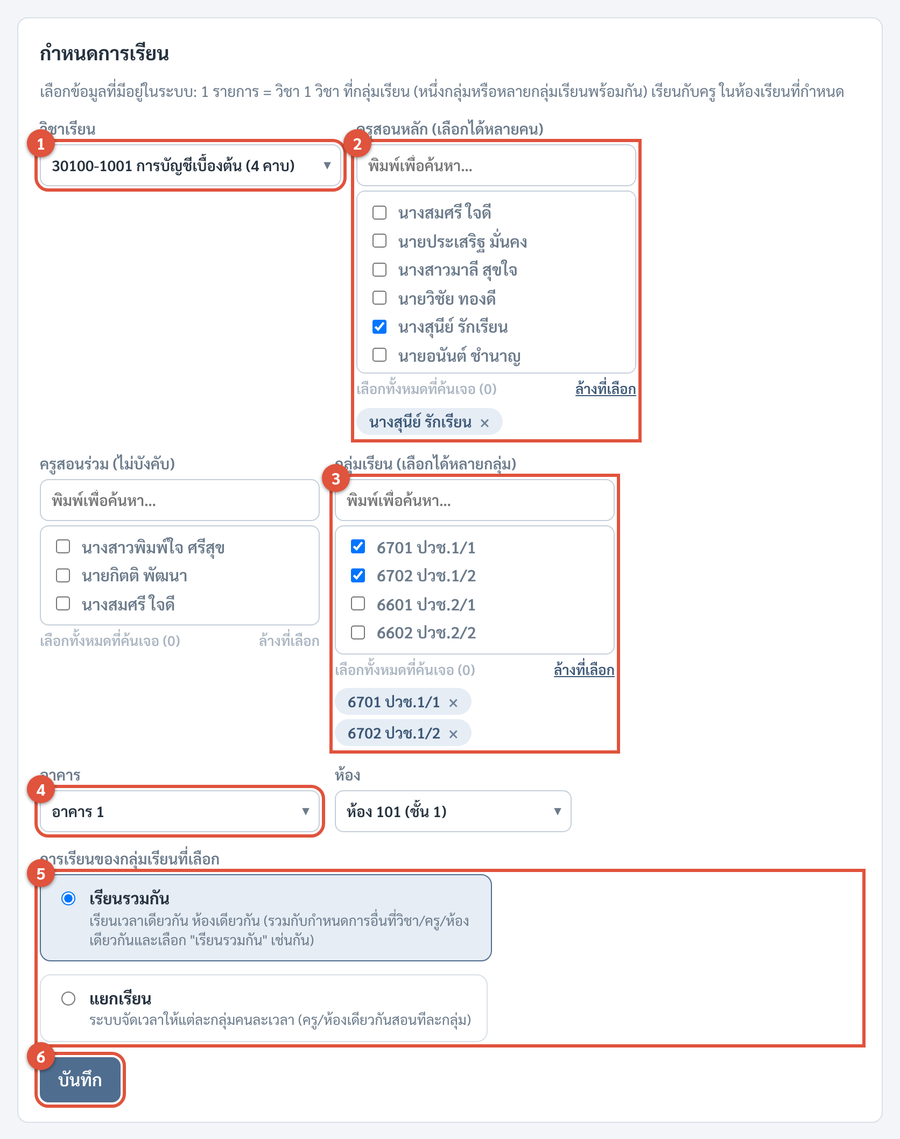 กำหนดการเรียน
เลือกข้อมูลที่มีอยู่ในระบบ: 1 รายการ = วิชา 1 วิชา ที่กลุ่มเรียน (หนึ่งกลุ่มหรือหลายกลุ่มเรียนพร้อมกัน) เรียนกับครู ในห้องเรียนที่กำหนด
วิชาเรียน
1
30100-1001 การบัญชีเบื้องต้น (4 คาบ)
ครูสอนหลัก (เลือกได้หลายคน)
2
พิมพ์เพื่อค้นหา...
นางสมศรี ใจดี
นายประเสริฐ มั่นคง
นางสาวมาลี สุขใจ
นายวิชัย ทองดี
นางสุนีย์ รักเรียน
นายอนันต์ ชำนาญ
เลือกทั้งหมดที่ค้นเจอ (0) ล้างที่เลือก
นางสุนีย์ รักเรียน ×
ครูสอนร่วม (ไม่บังคับ)
พิมพ์เพื่อค้นหา...
นางสาวพิมพ์ใจ ศรีสุข
นายกิตติ พัฒนา
นางสมศรี ใจดี
เลือกทั้งหมดที่ค้นเจอ (0) ล้างที่เลือก
กลุ่มเรียน (เลือกได้หลายกลุ่ม)
3
พิมพ์เพื่อค้นหา...
6701 ปวช.1/1
6702 ปวช.1/2
6601 ปวช.2/1
6602 ปวช.2/2
เลือกทั้งหมดที่ค้นเจอ (0) ล้างที่เลือก
6701 ปวช.1/1 ×
6702 ปวช.1/2 ×
อาคาร
4
อาคาร 1
ห้อง
ห้อง 101 (ชั้น 1)
การเรียนของกลุ่มเรียนที่เลือก
5
เรียนรวมกัน
เรียนเวลาเดียวกัน ห้องเดียวกัน (รวมกับกำหนดการอื่นที่วิชา/ครู/ห้อง
เดียวกันและเลือก "เรียนรวมกัน" เช่นกัน)
แยกเรียน
ระบบจัดเวลาให้แต่ละกลุ่มคนละเวลา (ครู/ห้องเดียวกันสอนทีละกลุ่ม)
6
บันทึก